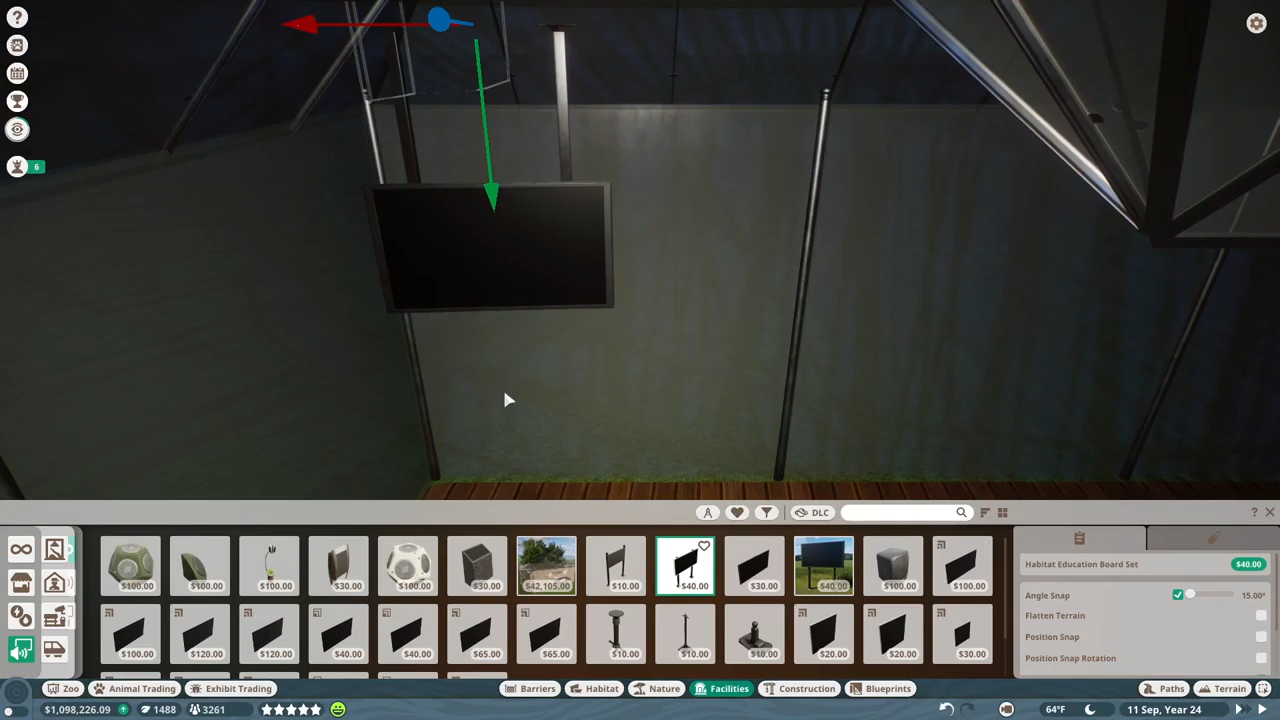 ?
6
DLC
? ×
$100.00 $100.00 $100.00 $30.00 $100.00 $30.00 $42,105.00 $10.00 $40.00 $30.00 $40.00 $100.00 $100.00
$100.00 $120.00 $120.00 $40.00 $40.00 $65.00 $65.00 $10.00 $10.00 $10.00 $20.00 $20.00 $30.00
Habitat Education Board Set $40.00
Angle Snap 15.00°
Flatten Terrain
Position Snap
Position Snap Rotation
Zoo Animal Trading Exhibit Trading Barriers Habitat Nature Facilities Construction Blueprints Paths Terrain
$1,098,226.09 1488 3261 64°F 11 Sep, Year 24